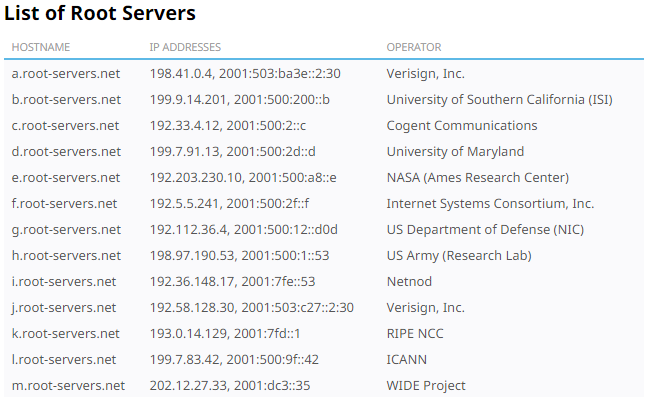 List of Root Servers
HOSTNAME IP ADDRESSES OPERATOR
a.root-servers.net 198.41.0.4, 2001:503:ba3e::2:30 Verisign, Inc.
b.root-servers.net 199.9.14.201, 2001:500:200::b University of Southern California (ISI)
c.root-servers.net 192.33.4.12, 2001:500:2::c Cogent Communications
d.root-servers.net 199.7.91.13, 2001:500:2d::d University of Maryland
e.root-servers.net 192.203.230.10, 2001:500:a8::e NASA (Ames Research Center)
f.root-servers.net 192.5.5.241, 2001:500:2f::f Internet Systems Consortium, Inc.
g.root-servers.net 192.112.36.4, 2001:500:12::d0d US Department of Defense (NIC)
h.root-servers.net 198.97.190.53, 2001:500:1::53 US Army (Research Lab)
i.root-servers.net 192.36.148.17, 2001:7fe::53 Netnod
j.root-servers.net 192.58.128.30, 2001:503:c27::2:30 Verisign, Inc.
k.root-servers.net 193.0.14.129, 2001:7fd::1 RIPE NCC
l.root-servers.net 199.7.83.42, 2001:500:9f::42 ICANN
m.root-servers.net 202.12.27.33, 2001:dc3::35 WIDE Project